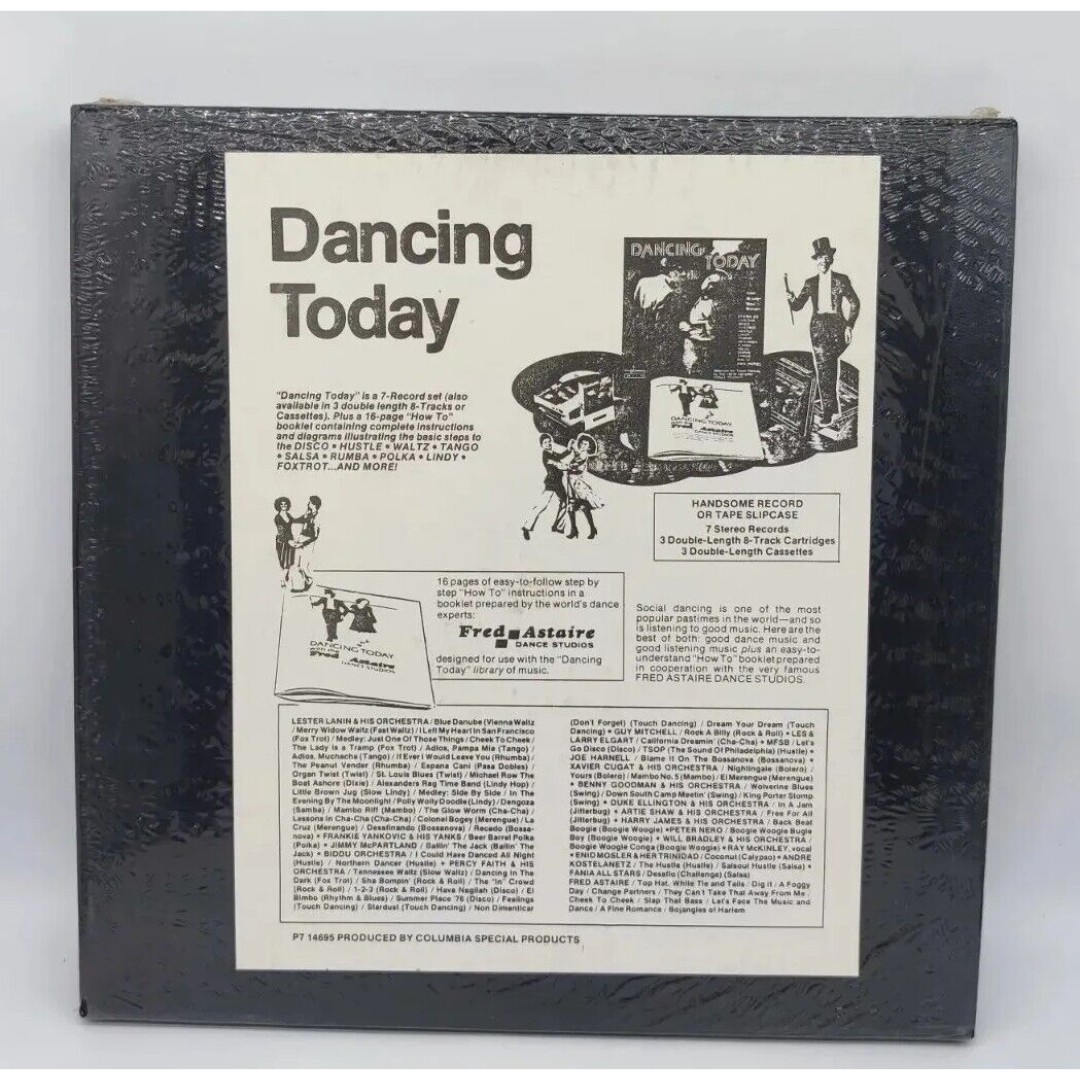 Dancing
Today
"Dancing Today" is a 7-Record set (also
available in 3 double length 8-Tracks or
Cassettes). Plus a 16-page "How To"
booklet containing complete instructions
and diagrams illustrating the basic steps to
the DISCO • HUSTLE • WALTZ • TANGO
• SALSA • RUMBA • POLKA • LINDY •
FOXTROT...AND MORE!
DANCING
TODAY
DANCING TODAY
Fred Astaire
HANDSOME RECORD
OR TAPE SLIPCASE
7 Stereo Records
3 Double-Length 8-Track Cartridges
3 Double-Length Cassettes
16 pages of easy-to-follow step by
step "How To" instructions in a
booklet prepared by the world's dance
experts:
Fred Astaire
DANCE STUDIOS
designed for use with the "Dancing
Today" library of music.
DANCING TODAY
with the
Fred Astaire
DANCE STUDIOS
Social dancing is one of the most
popular pastimes in the world—and so
is listening to good music. Here are the
best of both: good dance music and
good listening music plus an easy-to-
understand "How To" booklet prepared
in cooperation with the very famous
FRED ASTAIRE DANCE STUDIOS.
LESTER LANIN & HIS ORCHESTRA / Blue Danube (Vienna Waltz
/ Merry Widow Waltz (Fast Waltz) / I Left My Heart In San Francisco
(Fox Trot) / Medley: Just One Of Those Things / Cheek To Cheek /
The Lady Is a Tramp (Fox Trot) / Adios, Pampa Mia (Tango) /
Adios, Muchacha (Tango) / If Ever I Would Leave You (Rhumba) /
The Peanut Vender (Rhumba) / Espana Cani (Pasa Dobles) /
Organ Twist (Twist) / St. Louis Blues (Twist) / Michael Row The
Boat Ashore (Dixie) / Alexanders Rag Time Band (Lindy Hop) /
Little Brown Jug (Slow Lindy) / Medley: Side By Side / In The
Evening By The Moonlight / Polly Wolly Doodle (Lindy) / Dengoza
(Samba) / Mambo Riff (Mambo) / The Glow Worm (Cha-Cha) /
Lessons in Cha-Cha (Cha-Cha) / Colonel Bogey (Merengue) / La
Cruz (Merengue) / Desafinando (Bossanova) / Recado (Bossa-
nova) • FRANKIE YANKOVIC & HIS YANKS / Beer Barrel Polka
(Polka) • JIMMY McPARTLAND / Ballin' The Jack (Ballin' The
Jack) • BIDDU ORCHESTRA / I Could Have Danced All Night
(Hustle) / Northern Dancer (Hustle) • PERCY FAITH & HIS
ORCHESTRA / Tennessee Waltz (Slow Waltz) / Dancing In The
Dark (Fox Trot) / Sha Bompin' (Rock & Roll) / The "In" Crowd
(Rock & Roll) / 1-2-3 (Rock & Roll) / Have Nagilah (Disco) / El
Bimbo (Rhythm & Blues) / Summer Place '76 (Disco) / Feelings
(Touch Dancing) / Stardust (Touch Dancing) / Non Dimenticar
(Don't Forget) (Touch Dancing) / Dream Your Dream (Touch
Dancing) • GUY MITCHELL / Rock A Billy (Rock & Roll) • LES &
LARRY ELGART / California Dreamin' (Cha-Cha) • MFSB / Let's
Go Disco (Disco) / TSOP (The Sound Of Philadelphia) (Hustle) •
JOE HARNELL / Blame It On The Bossanova (Bossanova) •
XAVIER CUGAT & HIS ORCHESTRA / Nightingale (Bolero) /
Yours (Bolero) / Mambo No. 5 (Mambo) / El Merengue (Merengue)
• BENNY GOODMAN & HIS ORCHESTRA / Wolverine Blues
(Swing) / Down South Camp Meetin' (Swing) / King Porter Stomp
(Swing) • DUKE ELLINGTON & HIS ORCHESTRA / In A Jam
(Jitterbug) • ARTIE SHAW & HIS ORCHESTRA / Free For All
(Jitterbug) • HARRY JAMES & HIS ORCHESTRA / Back Beat
Boogie (Boogie Woogie) • PETER NERO / Boogie Woogie Bugle
Boy (Boogie Woogie) • WILL BRADLEY & HIS ORCHESTRA /
Boogie Woogie Conga (Boogie Woogie) • RAY McKINLEY, vocal
• ENID MOSLER & HER TRINIDAD / Coconut (Calypso) • ANDRE
KOSTELANETZ / The Hustle (Hustle) / Salsoul Hustle (Salsa) •
FANIA ALL STARS / Desafio (Challenge) (Salsa)
FRED ASTAIRE / Top Hat, White Tie and Tails / Dig It / A Foggy
Day / Change Partners / They Can't Take That Away From Me /
Cheek To Cheek / Slap That Bass / Let's Face The Music and
Dance / A Fine Romance / Bojangles of Harlem
P7 14695 PRODUCED BY COLUMBIA SPECIAL PRODUCTS